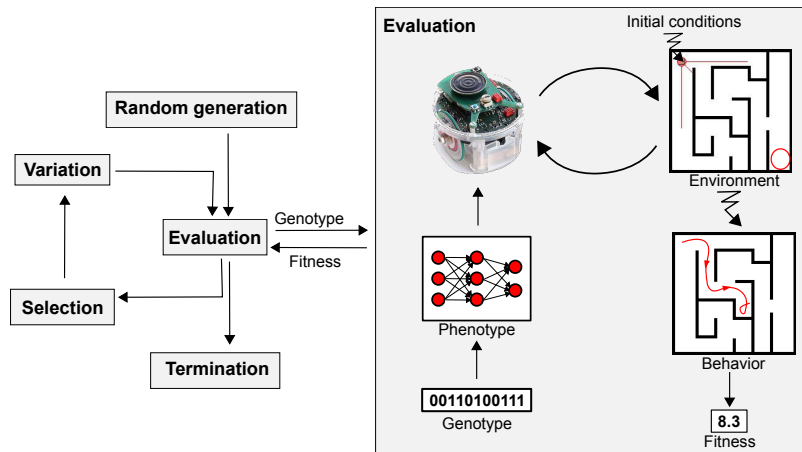 Random generation
Variation
Evaluation
Selection
Termination
Genotype
Fitness
Evaluation
Initial conditions
Environment
Phenotype
00110100111
Genotype
Behavior
8.3
Fitness